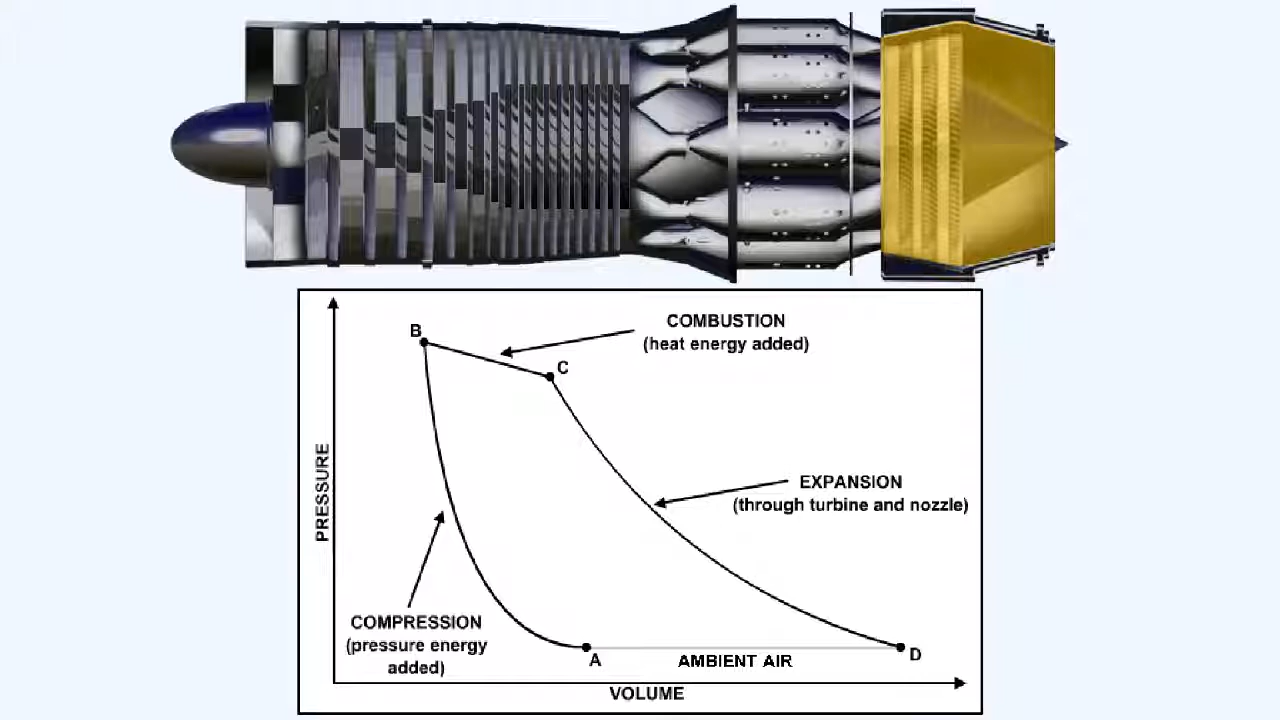 B
COMBUSTION
(heat energy added)
C
PRESSURE
EXPANSION
(through turbine and nozzle)
COMPRESSION
(pressure energy
added)
A
AMBIENT AIR
D
VOLUME